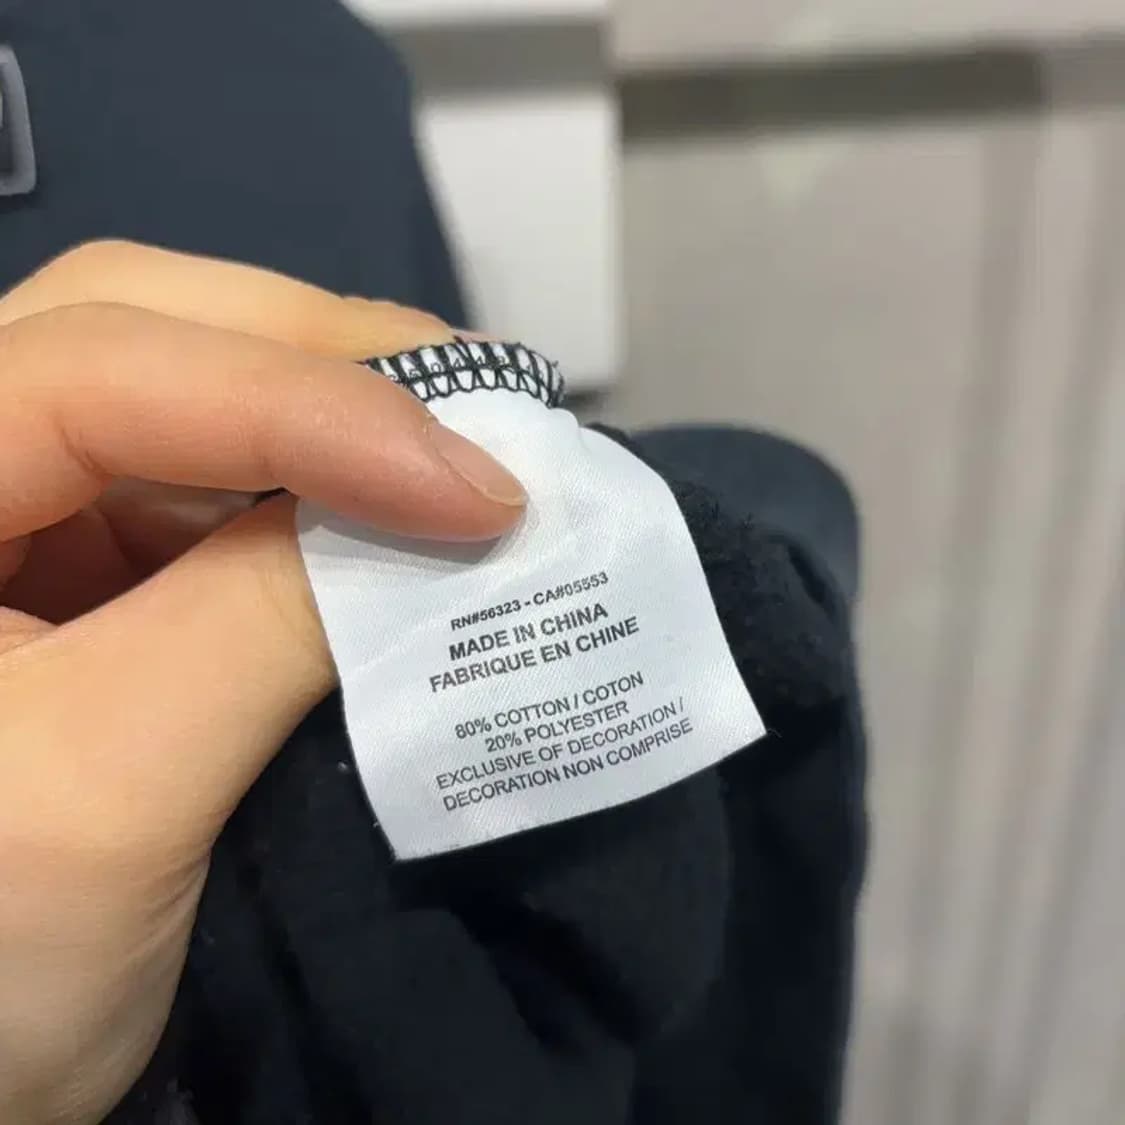 RN#56323 - CA#05553
MADE IN CHINA
FABRIQUE EN CHINE
80% COTTON / COTON
20% POLYESTER
EXCLUSIVE OF DECORATION /
DECORATION NON COMPRISE